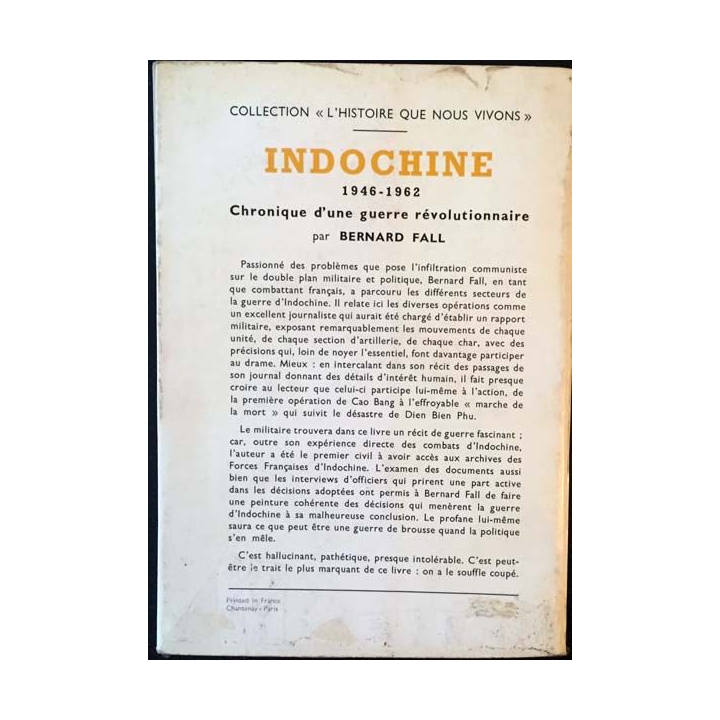 COLLECTION « L'HISTOIRE QUE NOUS VIVONS »
INDOCHINE
1946-1962
Chronique d'une guerre révolutionnaire
par BERNARD FALL
Passionné des problèmes que pose l'infiltration communiste
sur le double plan militaire et politique, Bernard Fall, en tant
que combattant français, a parcouru les différents secteurs de
la guerre d'Indochine. Il relate ici les diverses opérations comme
un excellent journaliste qui aurait été chargé d'établir un rapport
militaire, exposant remarquablement les mouvements de chaque
unité, de chaque section d'artillerie, de chaque char, avec des
précisions qui, loin de noyer l'essentiel, font davantage participer
au drame. Mieux : en intercalant dans son récit des passages de
son journal donnant des détails d'intérêt humain, il fait presque
croire au lecteur que celui-ci participe lui-même à l'action, de
la première opération de Cao Bang à l'effroyable « marche de
la mort » qui suivit le désastre de Dien Bien Phu.
Le militaire trouvera dans ce livre un récit de guerre fascinant ;
car, outre son expérience directe des combats d'Indochine,
l'auteur a été le premier civil à avoir accès aux archives des
Forces Françaises d'Indochine. L'examen des documents aussi
bien que les interviews d'officiers qui prirent une part active
dans les décisions adoptées ont permis à Bernard Fall de faire
une peinture cohérente des décisions qui menèrent la guerre
d'Indochine à sa malheureuse conclusion. Le profane lui-même
saura ce que peut être une guerre de brousse quand la politique
s'en mêle.
C'est hallucinant, pathétique, presque intolérable. C'est peut-
être le trait le plus marquant de ce livre : on a le souffle coupé.
Printed in France
Chantenay - Paris